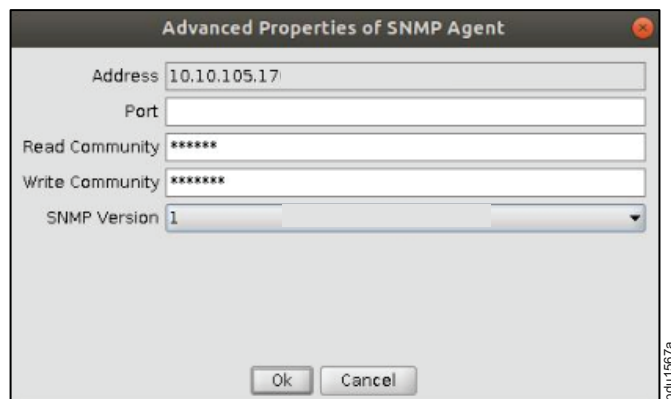 Advanced Properties of SNMP Agent
Address 10.10.105.17
Port
Read Community ******
Write Community *******
SNMP Version 1
Ok Cancel